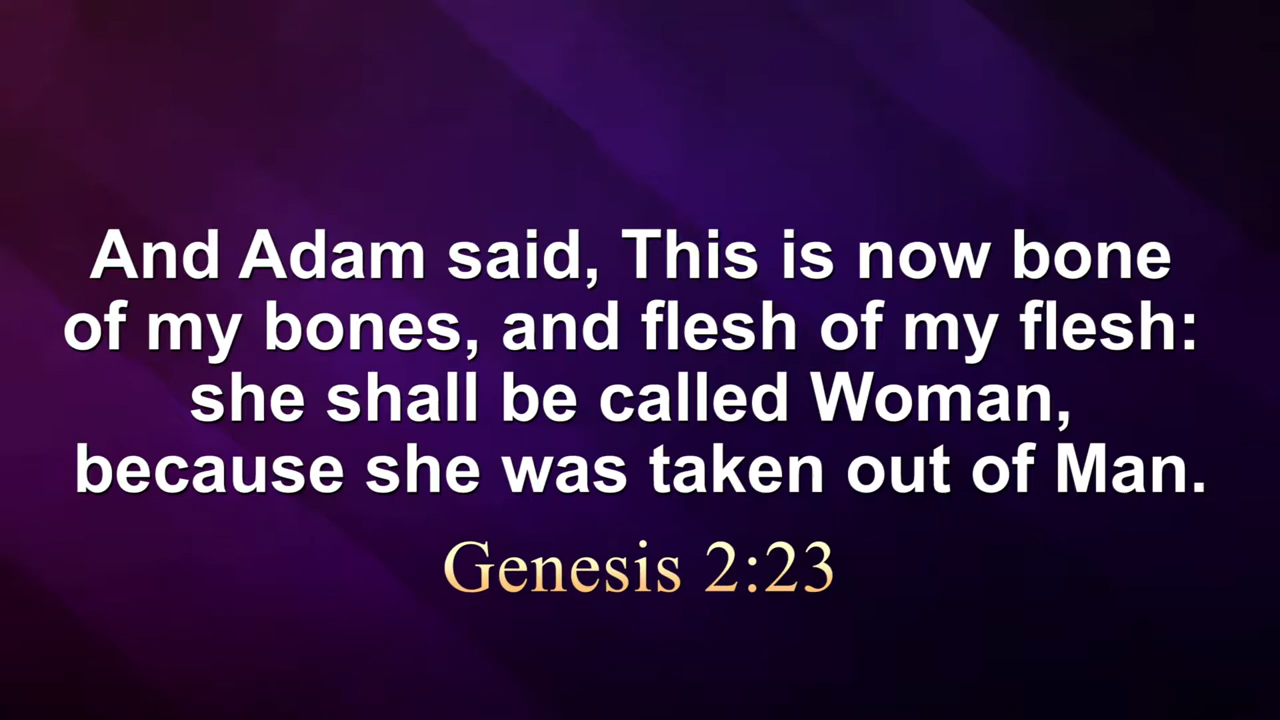 And Adam said, This is now bone
of my bones, and flesh of my flesh:
she shall be called Woman,
because she was taken out of Man.
Genesis 2:23